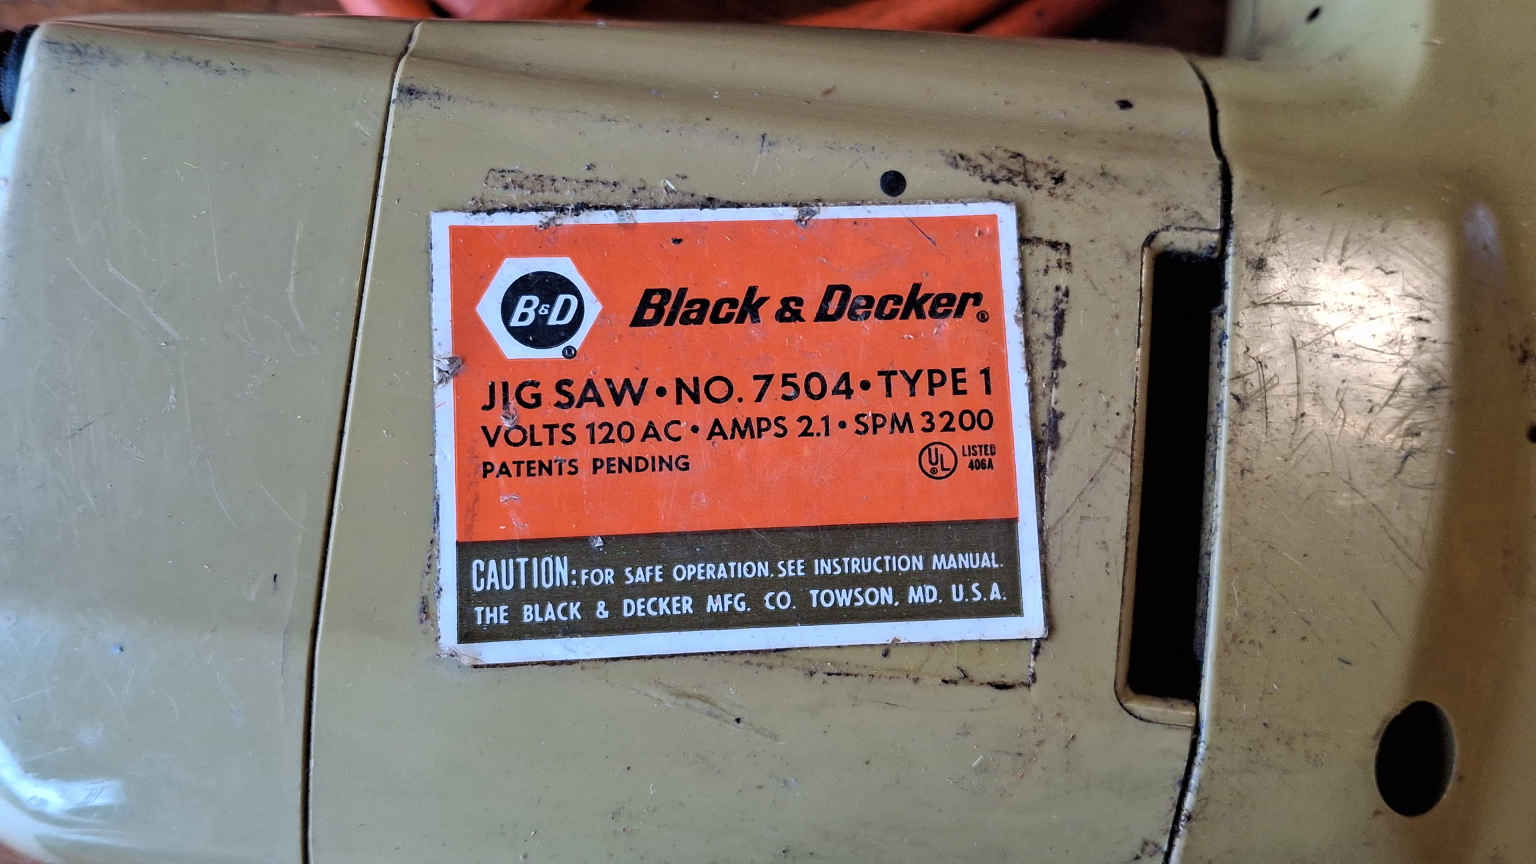 B&D
Black & Decker®
JIG SAW • NO. 7504 • TYPE 1
VOLTS 120 AC • AMPS 2.1 • SPM 3200
PATENTS PENDING
UL® LISTED
406A
CAUTION: FOR SAFE OPERATION. SEE INSTRUCTION MANUAL.
THE BLACK & DECKER MFG. CO. TOWSON, MD. U.S.A.